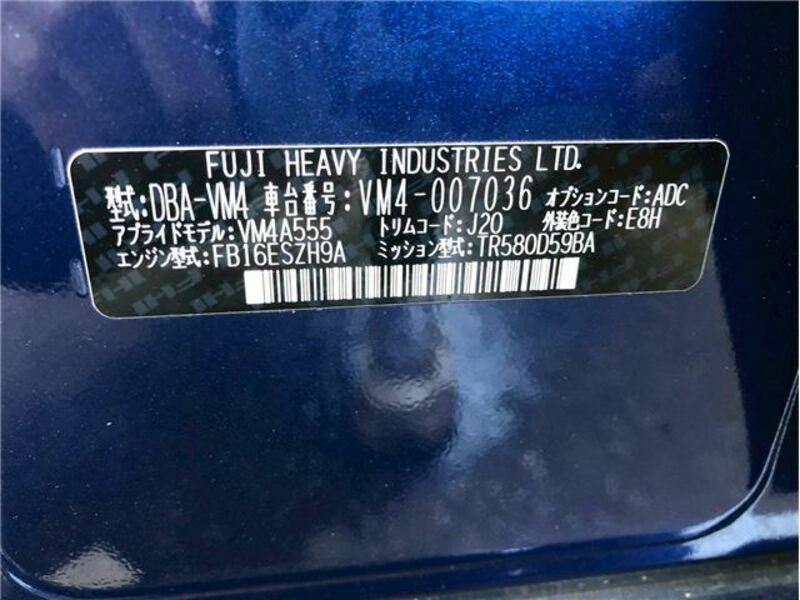 FUJI HEAVY INDUSTRIES LTD.
型式:DBA-VM4 車台番号:VM4-007036 オプションコード:ADC
アプライドモデル:VM4A555 トリムコード:J20 外装色コード:E8H
エンジン型式:FB16ESZH9A ミッション型式:TR580D59BA